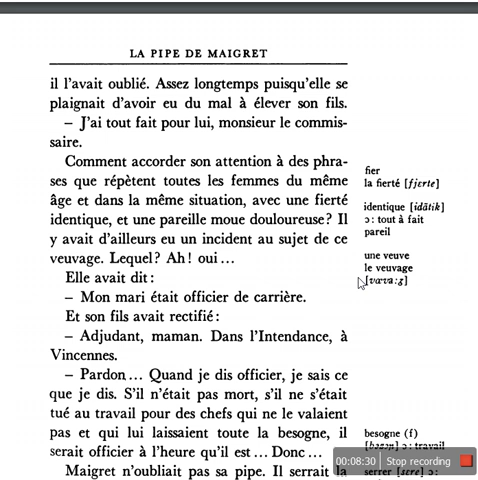 LA PIPE DE MAIGRET
il l'avait oublié. Assez longtemps puisqu'elle se
plaignait d'avoir eu du mal à élever son fils.
– J'ai tout fait pour lui, monsieur le commis-
saire.
Comment accorder son attention à des phra-
ses que répètent toutes les femmes du même
âge et dans la même situation, avec une fierté
identique, et une pareille moue douloureuse? Il
y avait d'ailleurs eu un incident au sujet de ce
veuvage. Lequel? Ah! oui ...
Elle avait dit:
– Mon mari était officier de carrière.
Et son fils avait rectifié:
– Adjudant, maman. Dans l'Intendance, à
Vincennes.
– Pardon ... Quand je dis officier, je sais ce
que je dis. S'il n'était pas mort, s'il ne s'était
tué au travail pour des chefs qui ne le valaient
pas et qui lui laissaient toute la besogne, il
serait officier à l'heure qu'il est ... Donc ...
Maigret n'oubliait pas sa pipe. Il serrait la
fier
la fierté [fjɛrte]
identique [idɑ̃tik]
ɔ: tout à fait
pareil
une veuve
le veuvage
besogne (f)
ɔ: travail
serrer [sɛre] ɔ:
00:08:30 Stop recording